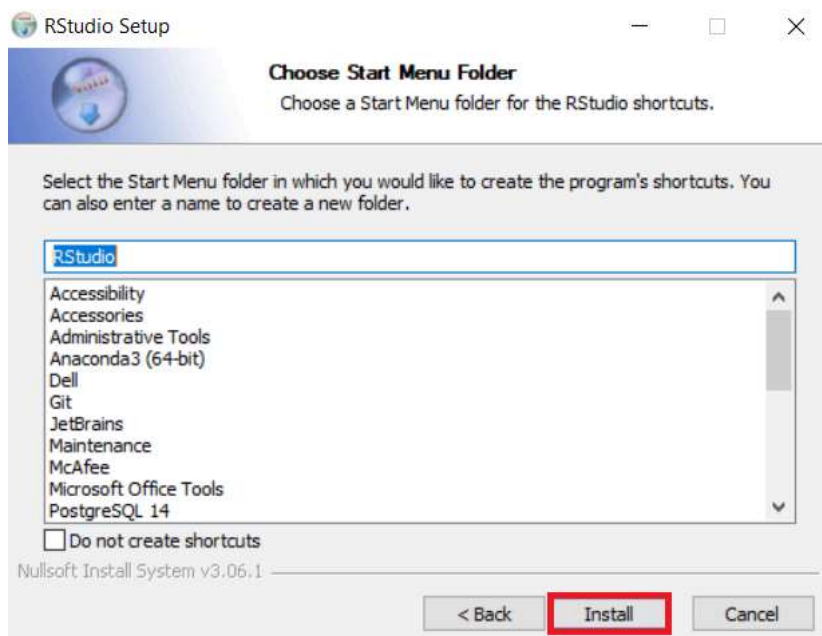 RStudio Setup
Choose Start Menu Folder
Choose a Start Menu folder for the RStudio shortcuts.
Select the Start Menu folder in which you would like to create the program's shortcuts. You
can also enter a name to create a new folder.
RStudio
Accessibility
Accessories
Administrative Tools
Anaconda3 (64-bit)
Dell
Git
JetBrains
Maintenance
McAfee
Microsoft Office Tools
PostgreSQL 14
Do not create shortcuts
Nullsoft Install System v3.06.1
< Back Install Cancel